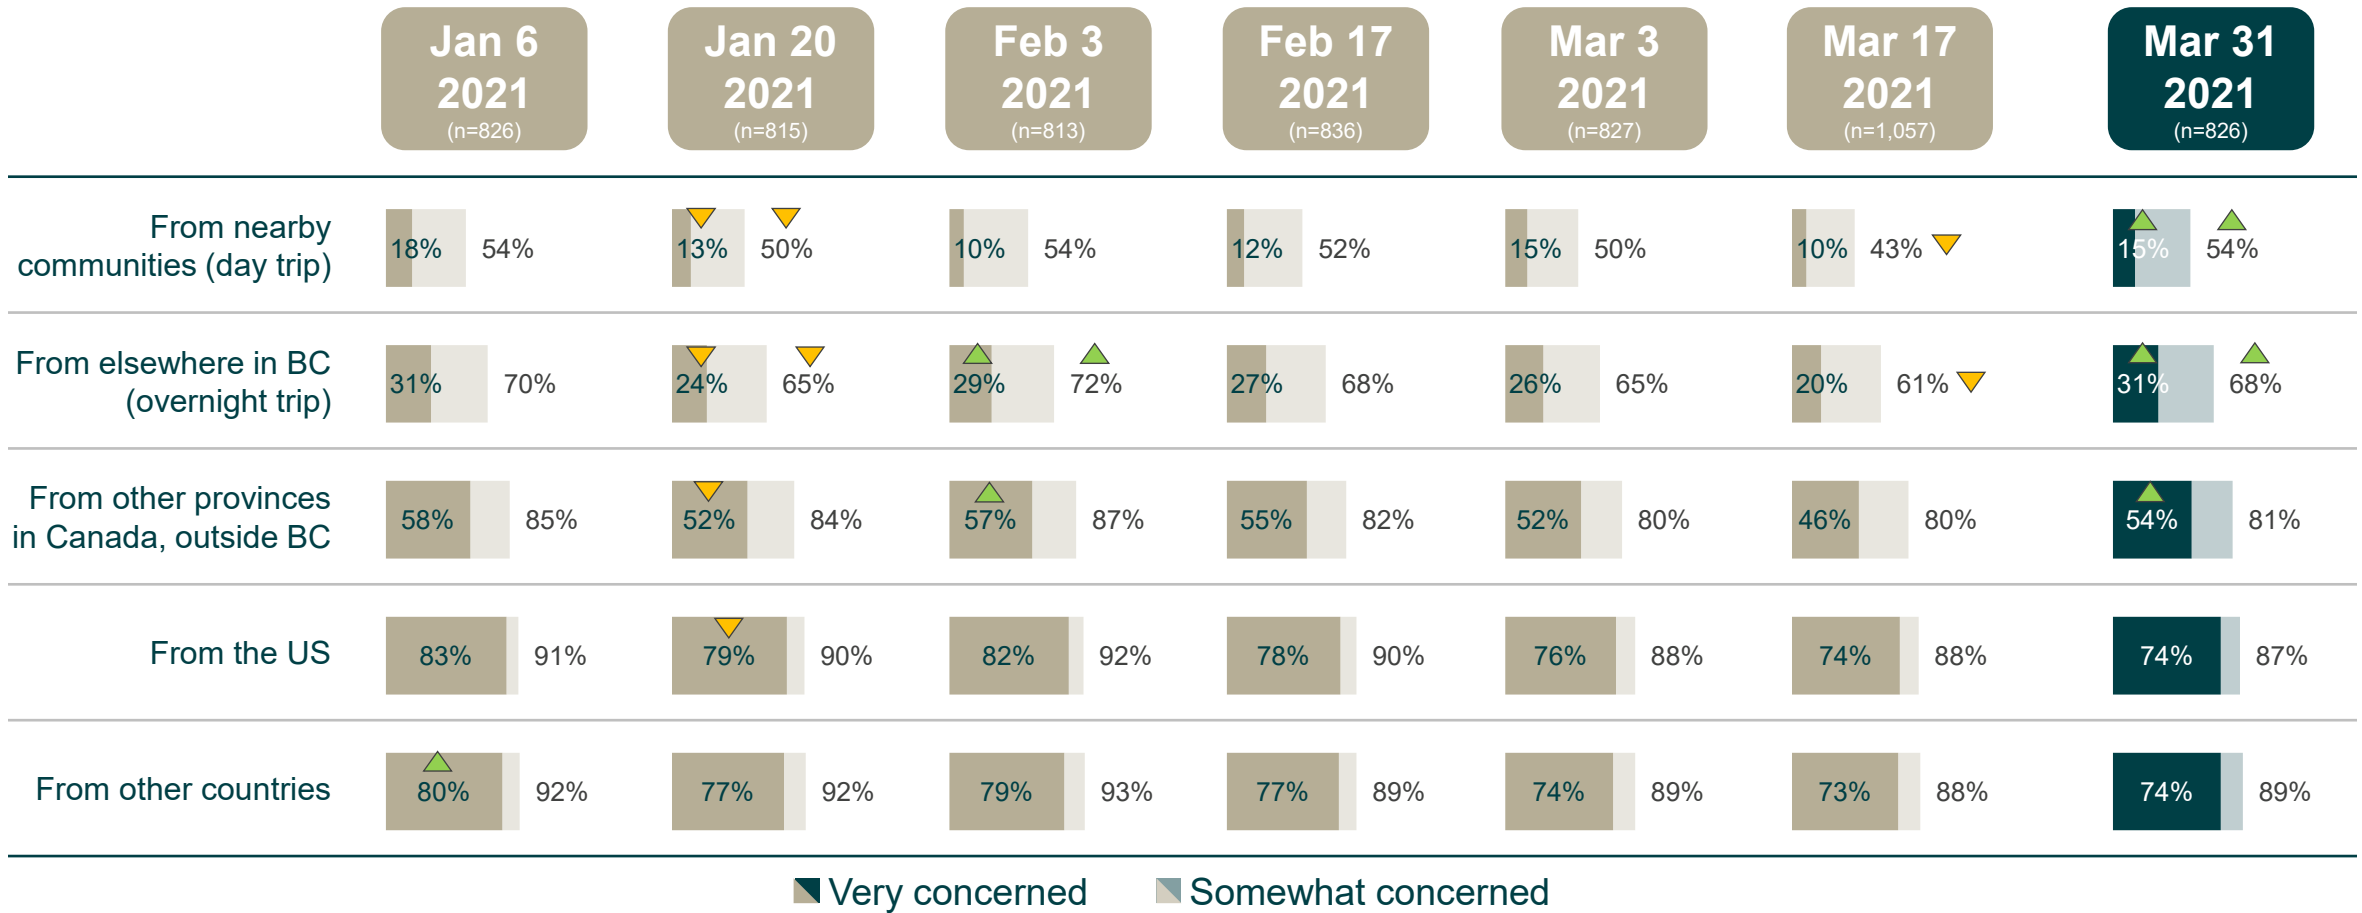 Jan 6
2021
(n=826)
Jan 20
2021
(n=815)
Feb 3
2021
(n=813)
Feb 17
2021
(n=836)
Mar 3
2021
(n=827)
Mar 17
2021
(n=1,057)
Mar 31
2021
(n=826)
From nearby
communities (day trip)
18% 54% 13% 50% 10% 54% 12% 52% 15% 50% 10% 43% 15% 54%
From elsewhere in BC
(overnight trip)
31% 70% 24% 65% 29% 72% 27% 68% 26% 65% 20% 61% 31% 68%
From other provinces
in Canada, outside BC
58% 85% 52% 84% 57% 87% 55% 82% 52% 80% 46% 80% 54% 81%
From the US
83% 91% 79% 90% 82% 92% 78% 90% 76% 88% 74% 88% 74% 87%
From other countries
80% 92% 77% 92% 79% 93% 77% 89% 74% 89% 73% 88% 74% 89%
Very concerned
Somewhat concerned